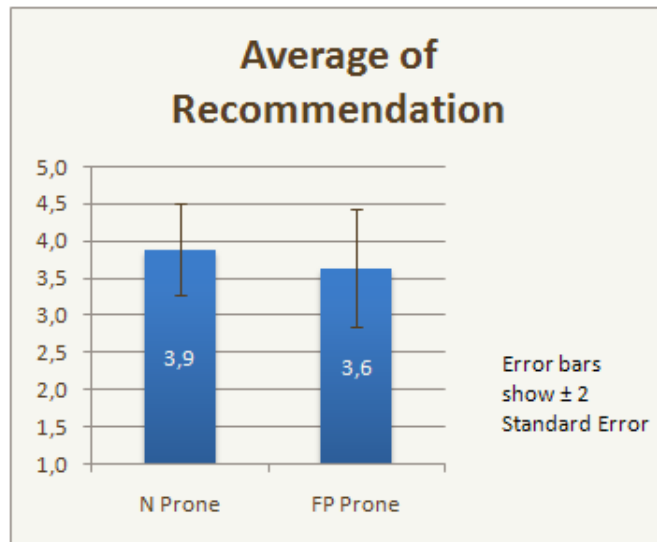 Average of
Recommendation
5,0
4,5
4,0
3,5
3,0
2,5
2,0
1,5
1,0
3,9
3,6
N Prone
FP Prone
Error bars
show ± 2
Standard Error